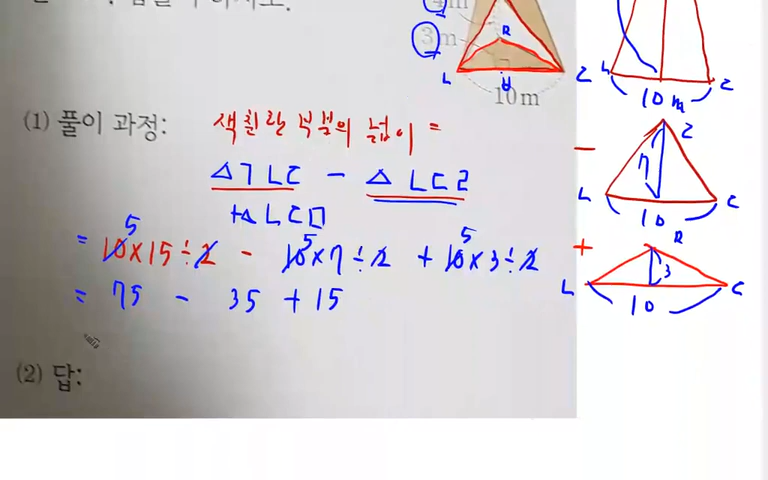 4m
3m
ㄹ
ㅁ
ㄴ
ㄷ
10m
ㄴ
ㄷ
10m
(1) 풀이 과정: 색칠한 부분의 넓이 =
△ㄱㄴㄷ - △ㄴㄷㄹ
+△ㄴㄷㅁ
= 10×15÷2 - 10×7÷2 + 10×3÷2
5 5 5
= 75 - 35 + 15
-
ㄹ
7
ㄴ
ㄷ
10
+
ㅁ
3
ㄴ
ㄷ
10
(2) 답: